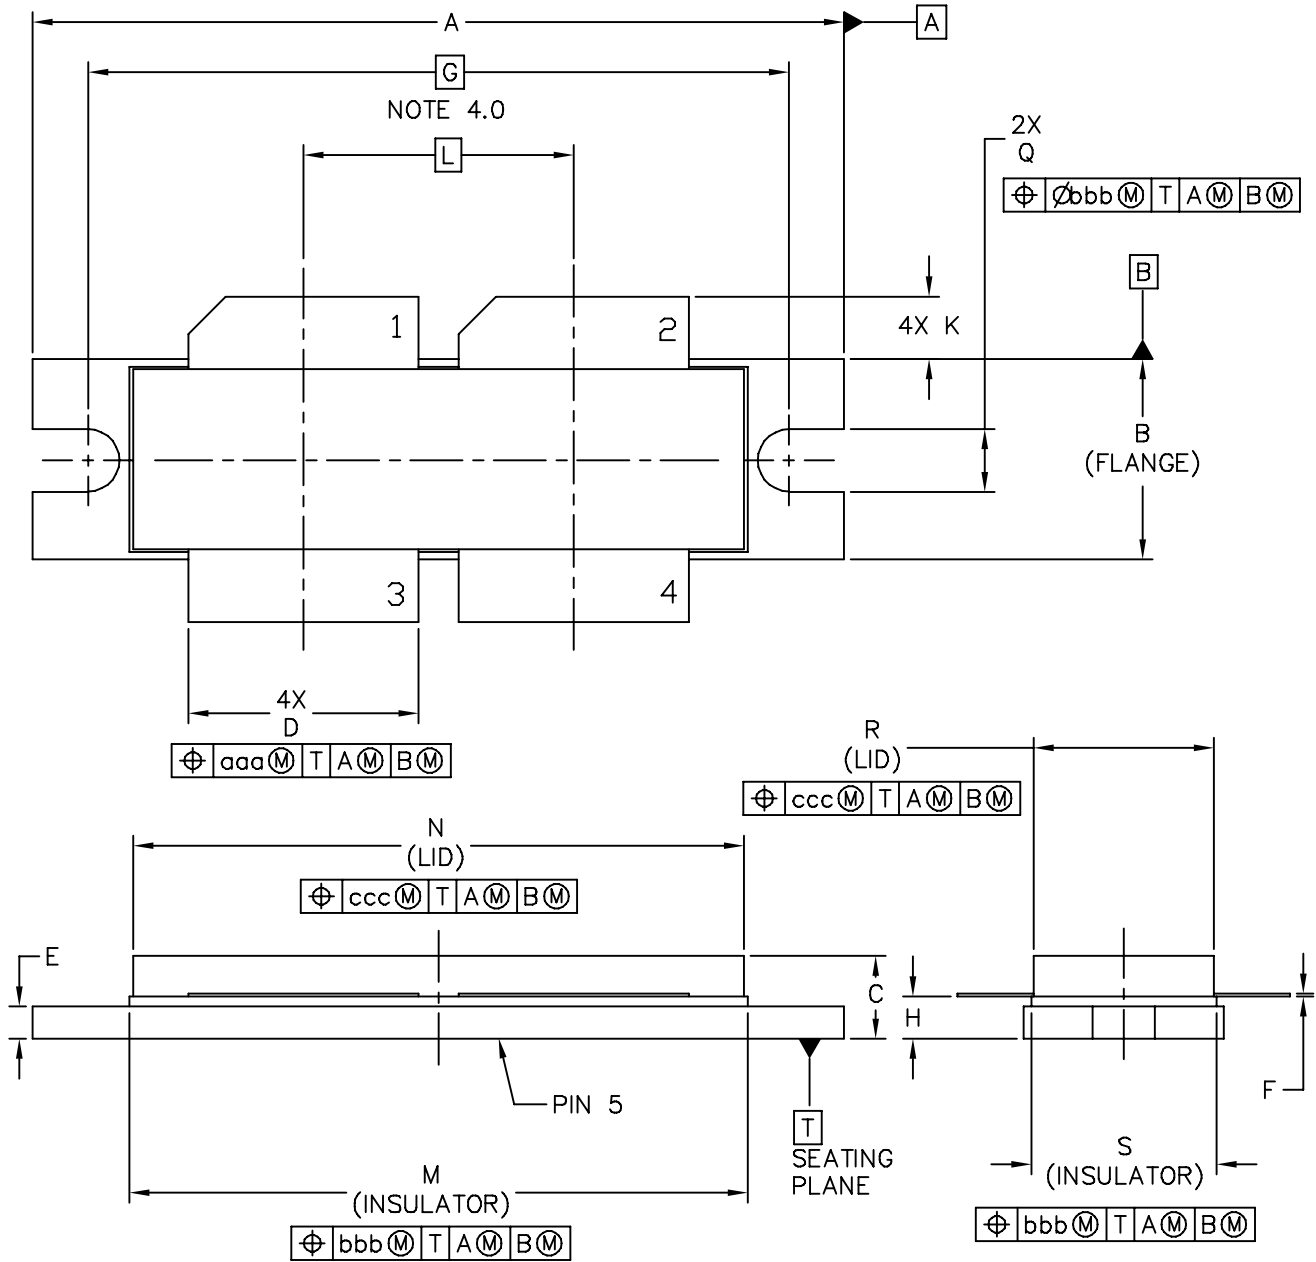 A
A
G
NOTE 4.0
L
2X
Q
⌖ Øbbb Ⓜ T A Ⓜ B Ⓜ
B
1
2
4X K
B
(FLANGE)
3
4
4X
D
⌖ aaa Ⓜ T A Ⓜ B Ⓜ
R
(LID)
⌖ ccc Ⓜ T A Ⓜ B Ⓜ
N
(LID)
⌖ ccc Ⓜ T A Ⓜ B Ⓜ
E
C
H
F
PIN 5
T
SEATING
PLANE
M
(INSULATOR)
⌖ bbb Ⓜ T A Ⓜ B Ⓜ
S
(INSULATOR)
⌖ bbb Ⓜ T A Ⓜ B Ⓜ